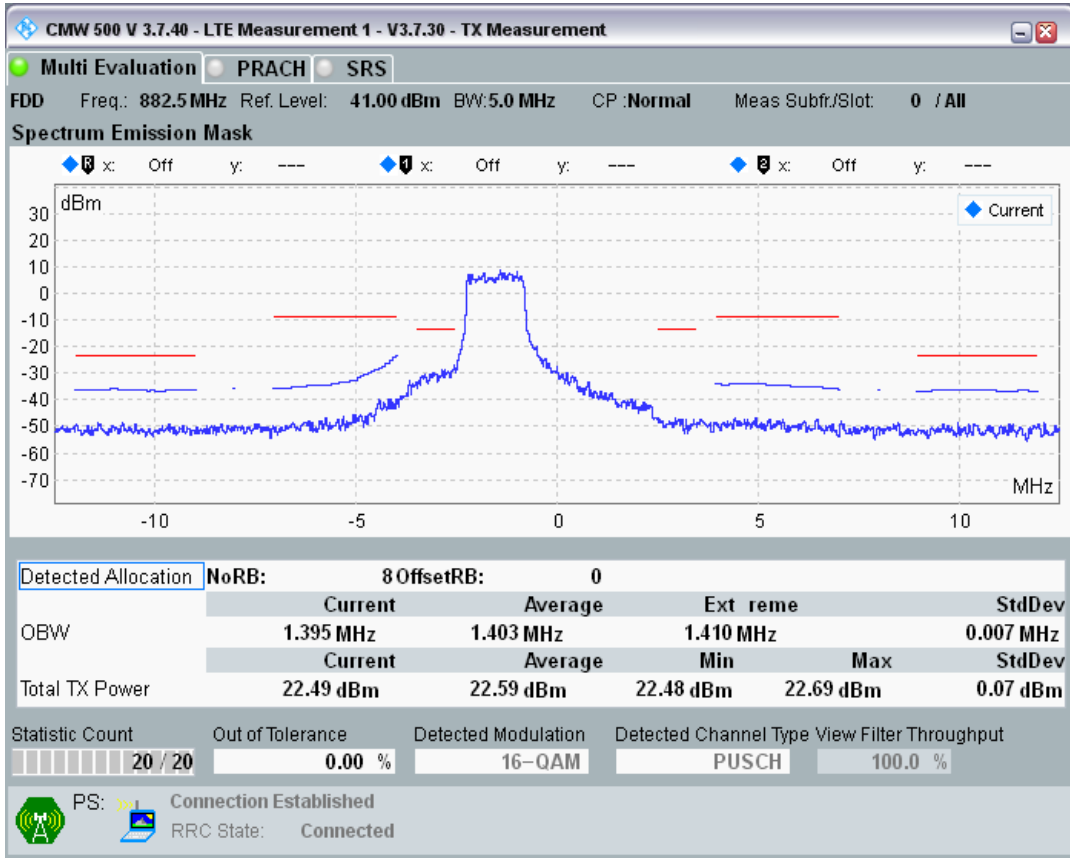 CMW 500 V 3.7.40 - LTE Measurement 1 - V3.7.30 - TX Measurement
Multi Evaluation PRACH SRS
FDD Freq.: 882.5 MHz Ref. Level: 41.00 dBm BW: 5.0 MHz CP : Normal Meas Subfr./Slot: 0 / All
Spectrum Emission Mask
R x: Off y: --- 1 x: Off y: --- 2 x: Off y: ---
dBm
Current
30
20
10
0
-10
-20
-30
-40
-50
-60
-70
MHz
-10 -5 0 5 10
Detected Allocation NoRB: 8 OffsetRB: 0
Current Average Ext reme StdDev
OBW 1.395 MHz 1.403 MHz 1.410 MHz 0.007 MHz
Current Average Min Max StdDev
Total TX Power 22.49 dBm 22.59 dBm 22.48 dBm 22.69 dBm 0.07 dBm
Statistic Count Out of Tolerance Detected Modulation Detected Channel Type View Filter Throughput
20 / 20 0.00 % 16-QAM PUSCH 100.0 %
PS: Connection Established
RRC State: Connected